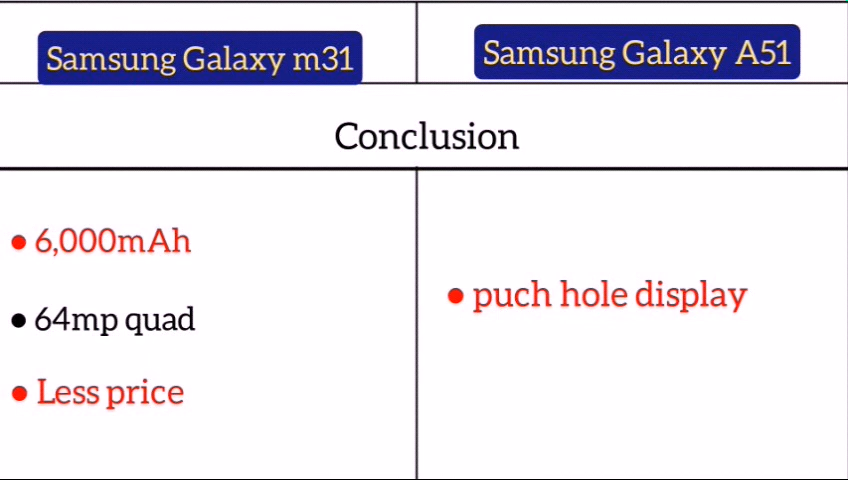 Samsung Galaxy m31
Samsung Galaxy A51
Conclusion
● 6,000mAh
● 64mp quad
● Less price
● puch hole display